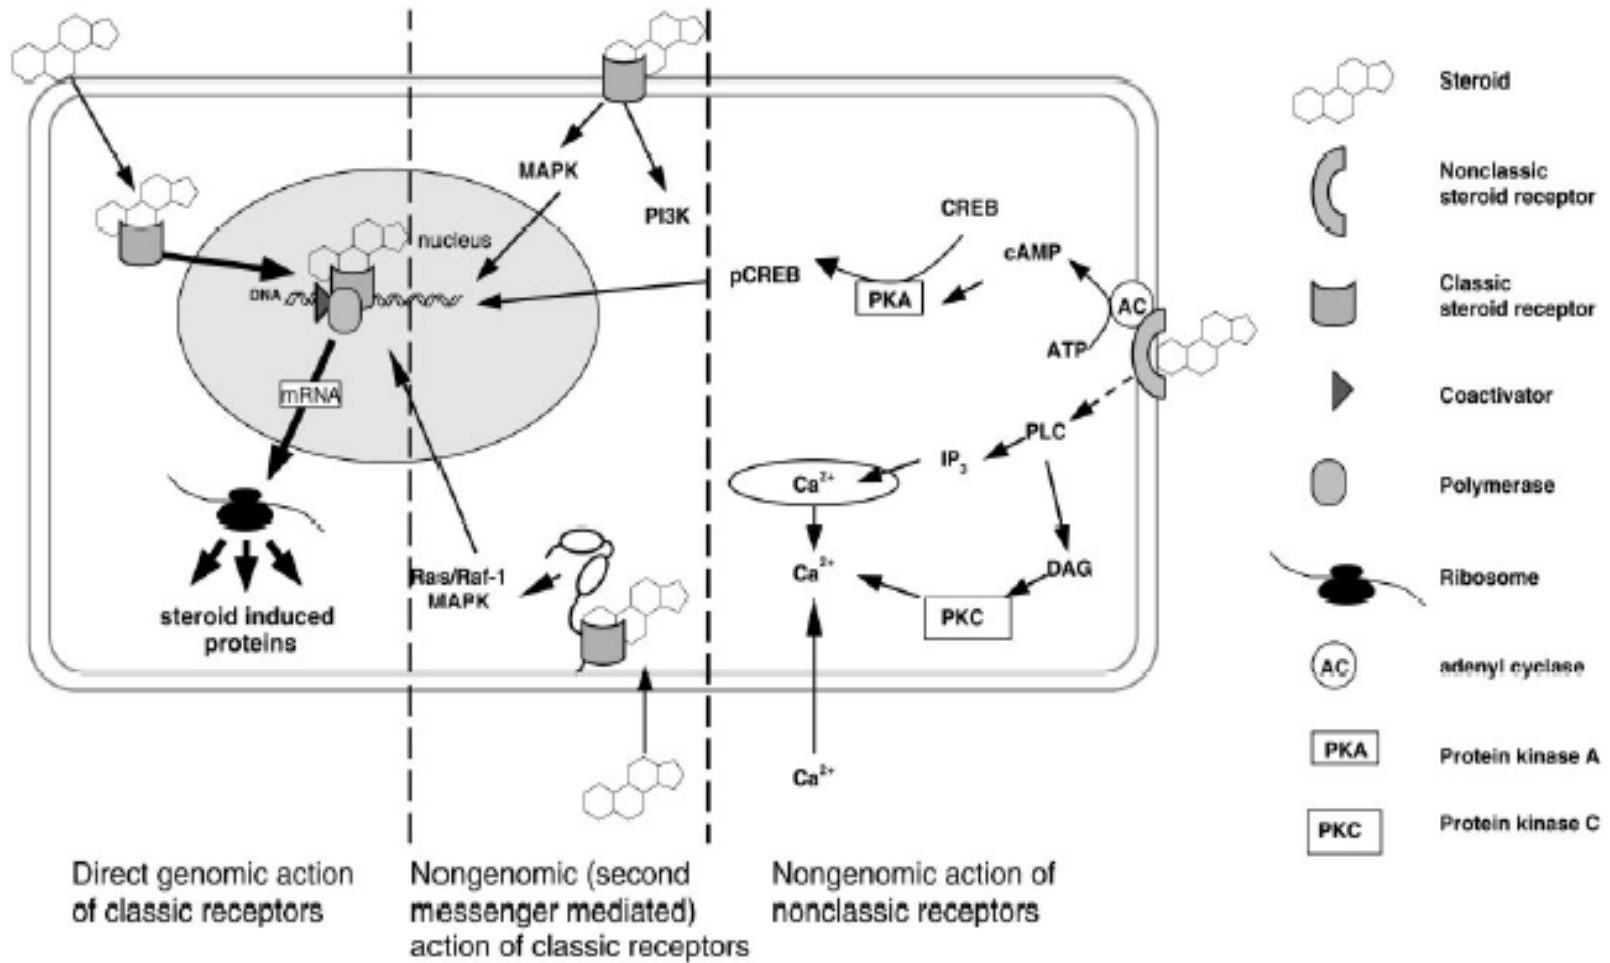 nucleus
DNA
mRNA
steroid induced
proteins
Direct genomic action
of classic receptors
MAPK
PI3K
Ras/Raf-1
MAPK
Nongenomic (second
messenger mediated)
action of classic receptors
CREB
cAMP
pCREB
PKA
AC
ATP
PLC
IP3
Ca2+
Ca2+
DAG
PKC
Ca2+
Nongenomic action of
nonclassic receptors
Steroid
Nonclassic
steroid receptor
Classic
steroid receptor
Coactivator
Polymerase
Ribosome
AC
adenyl cyclase
PKA
Protein kinase A
PKC
Protein kinase C